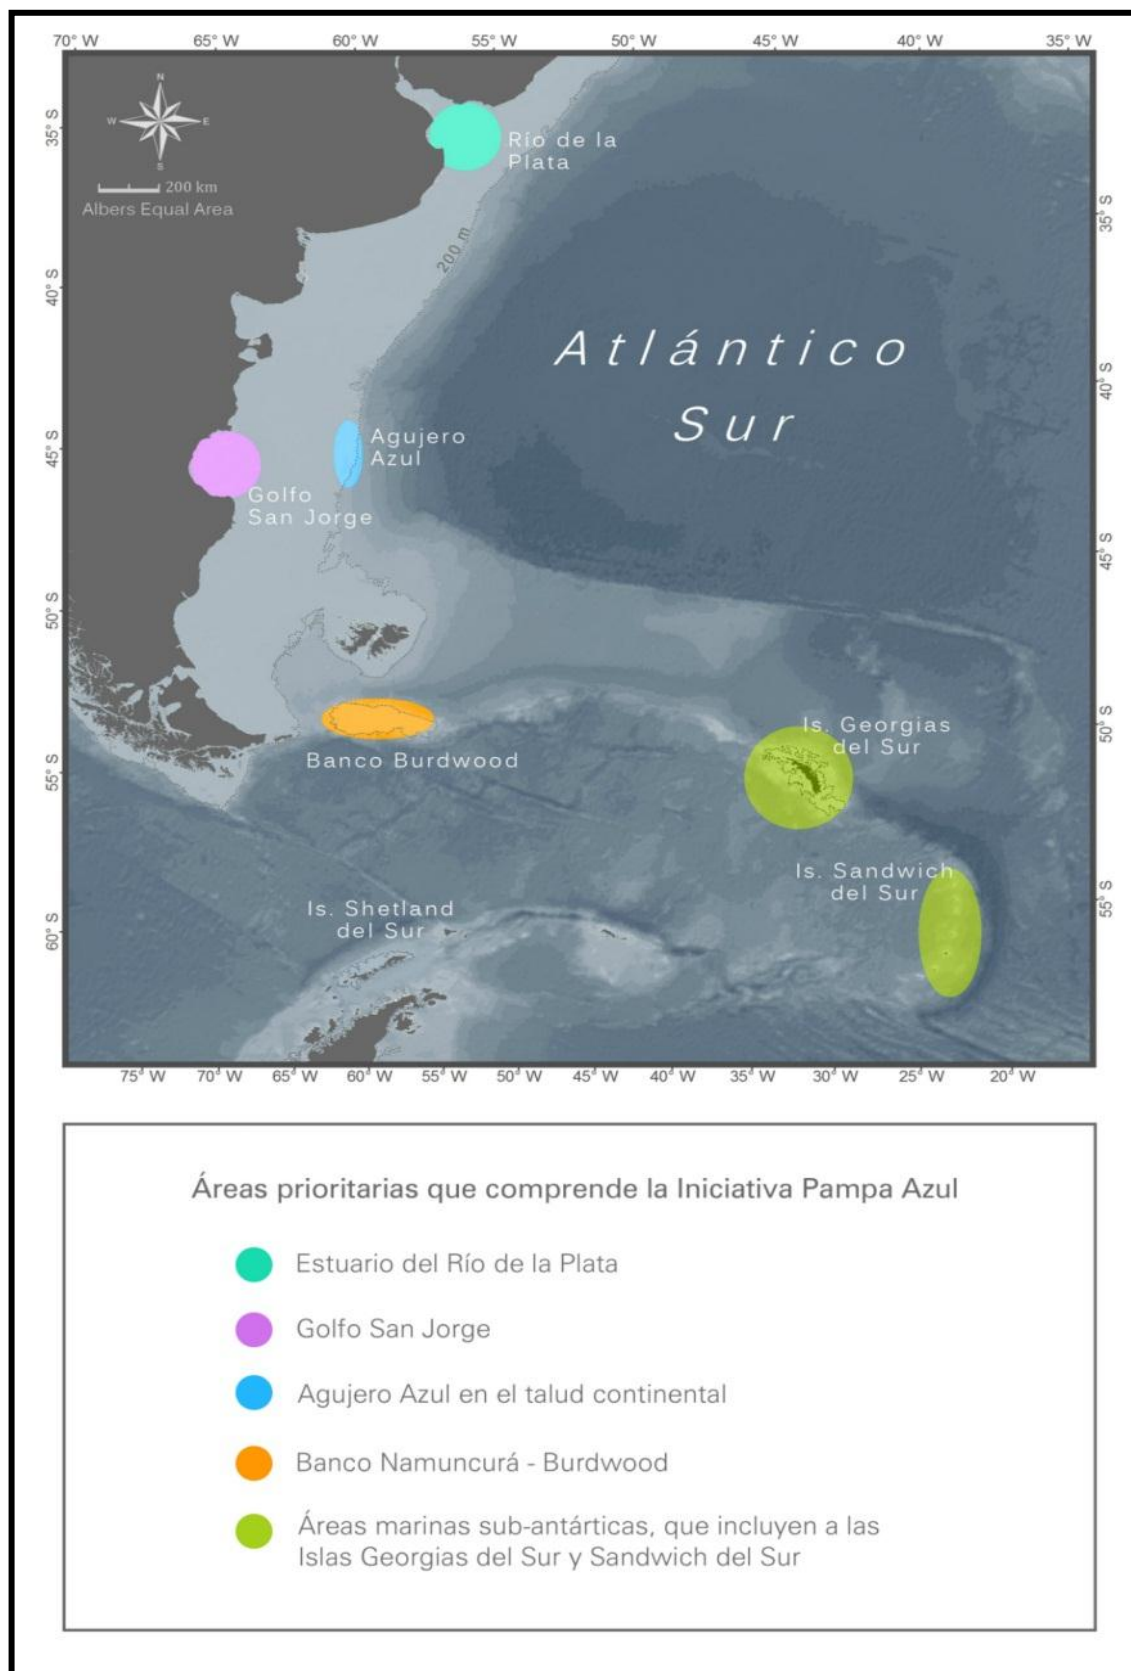 70° W 65° W 60° W 55° W 50° W 45° W 40° W 35° W
N
W E
S
200 km
Albers Equal Area
35° S
40° S
45° S
50° S
55° S
60° S
Río de la
Plata
200 m
Atlántico
Sur
Agujero
Azul
Golfo
San Jorge
Banco Burdwood
Is. Georgias
del Sur
Is. Sandwich
del Sur
Is. Shetland
del Sur
35° S
40° S
45° S
50° S
55° S
75° W 70° W 65° W 60° W 55° W 50° W 45° W 40° W 35° W 30° W 25° W 20° W
Áreas prioritarias que comprende la Iniciativa Pampa Azul
Estuario del Río de la Plata
Golfo San Jorge
Agujero Azul en el talud continental
Banco Namuncurá - Burdwood
Áreas marinas sub-antárticas, que incluyen a las
Islas Georgias del Sur y Sandwich del Sur